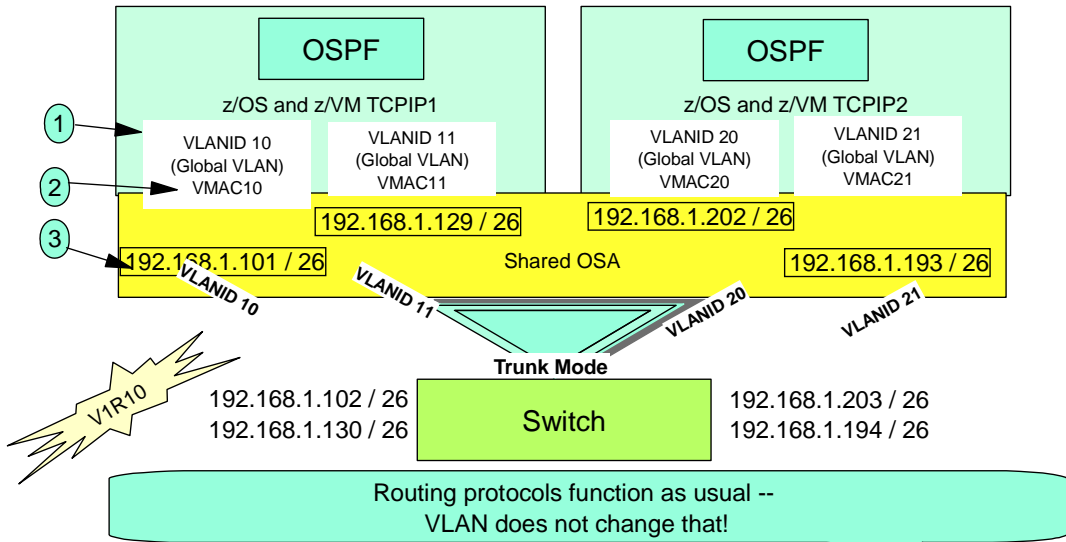 OSPF
OSPF
z/OS and z/VM TCPIP1
z/OS and z/VM TCPIP2
1
VLANID 10
(Global VLAN)
VMAC10
VLANID 11
(Global VLAN)
VMAC11
VLANID 20
(Global VLAN)
VMAC20
VLANID 21
(Global VLAN)
VMAC21
2
3
192.168.1.129 / 26
192.168.1.202 / 26
192.168.1.101 / 26
Shared OSA
192.168.1.193 / 26
VLANID 10
VLANID 11
VLANID 20
VLANID 21
Trunk Mode
V1R10
192.168.1.102 / 26
192.168.1.130 / 26
Switch
192.168.1.203 / 26
192.168.1.194 / 26
Routing protocols function as usual --
VLAN does not change that!